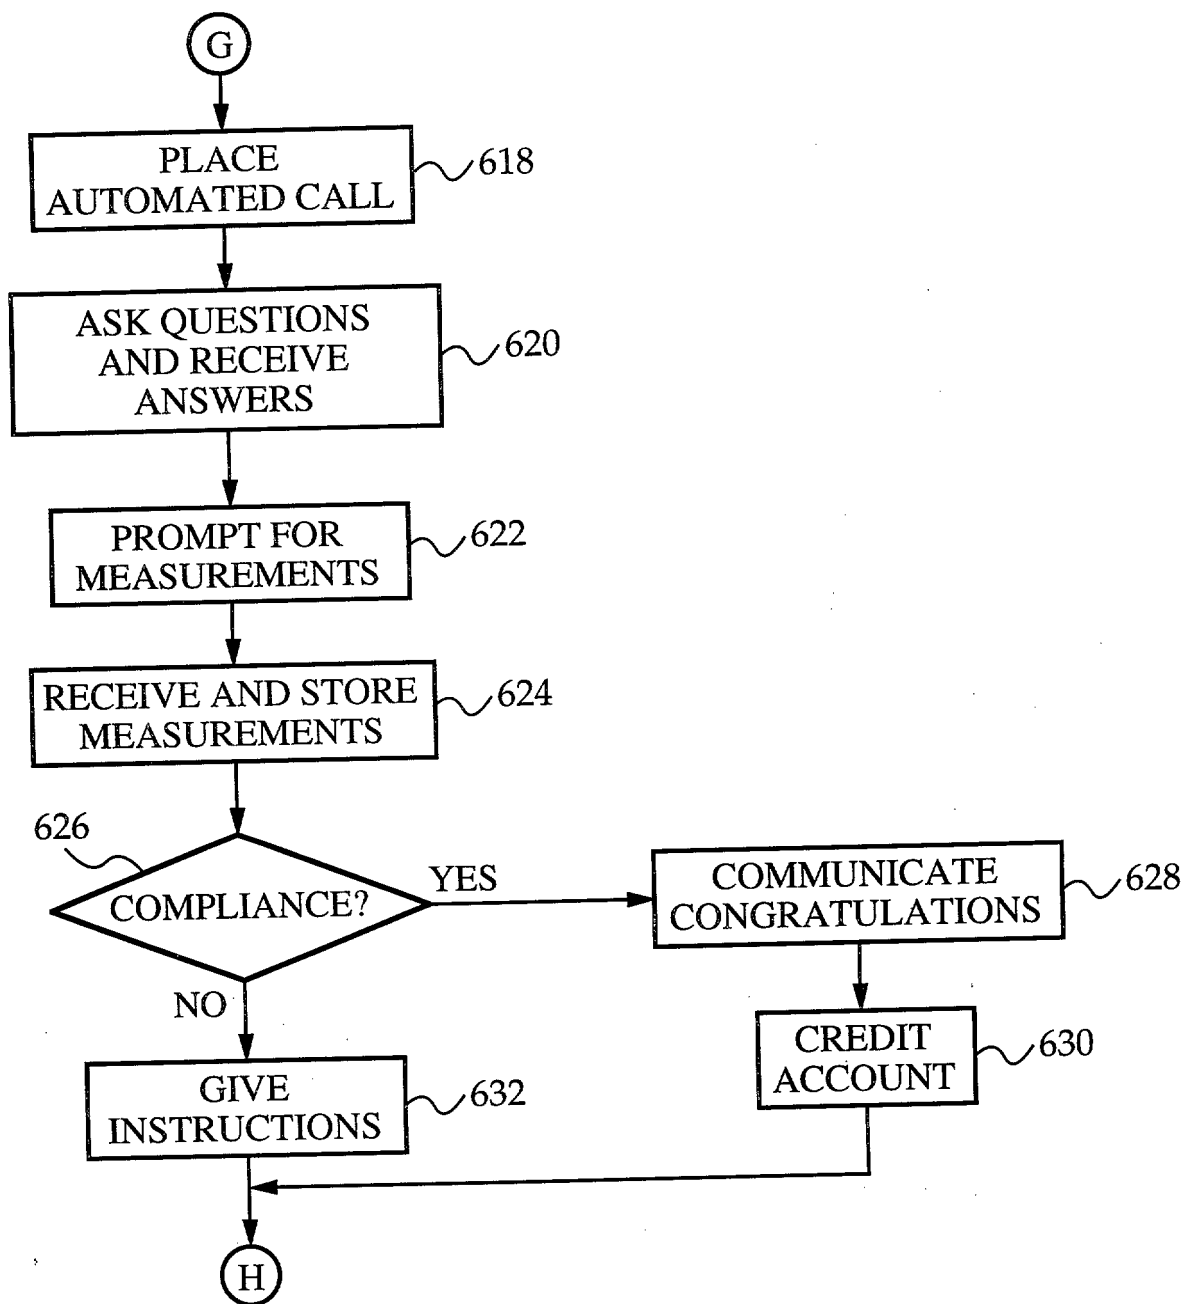 G
PLACE
AUTOMATED CALL
618
ASK QUESTIONS
AND RECEIVE
ANSWERS
620
PROMPT FOR
MEASUREMENTS
622
RECEIVE AND STORE
MEASUREMENTS
624
626
COMPLIANCE?
YES
COMMUNICATE
CONGRATULATIONS
628
NO
CREDIT
ACCOUNT
630
GIVE
INSTRUCTIONS
632
H